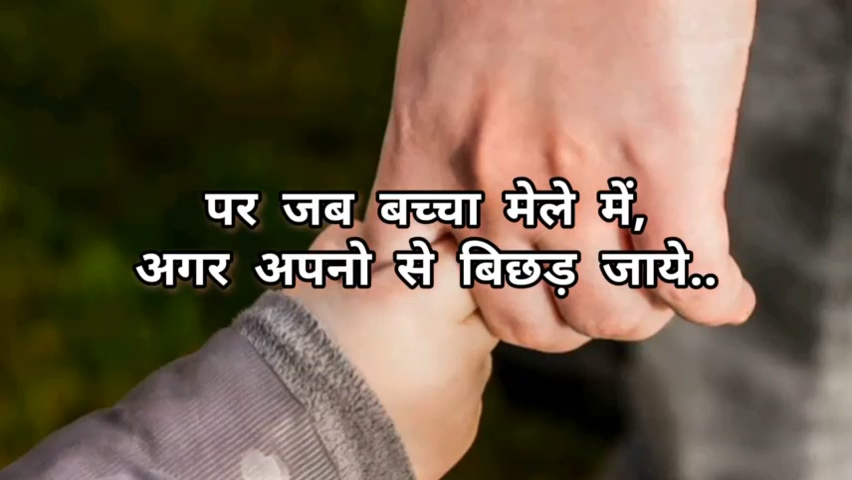 पर जब बच्चा मेले में,
अगर अपनो से बिछड़ जाये..